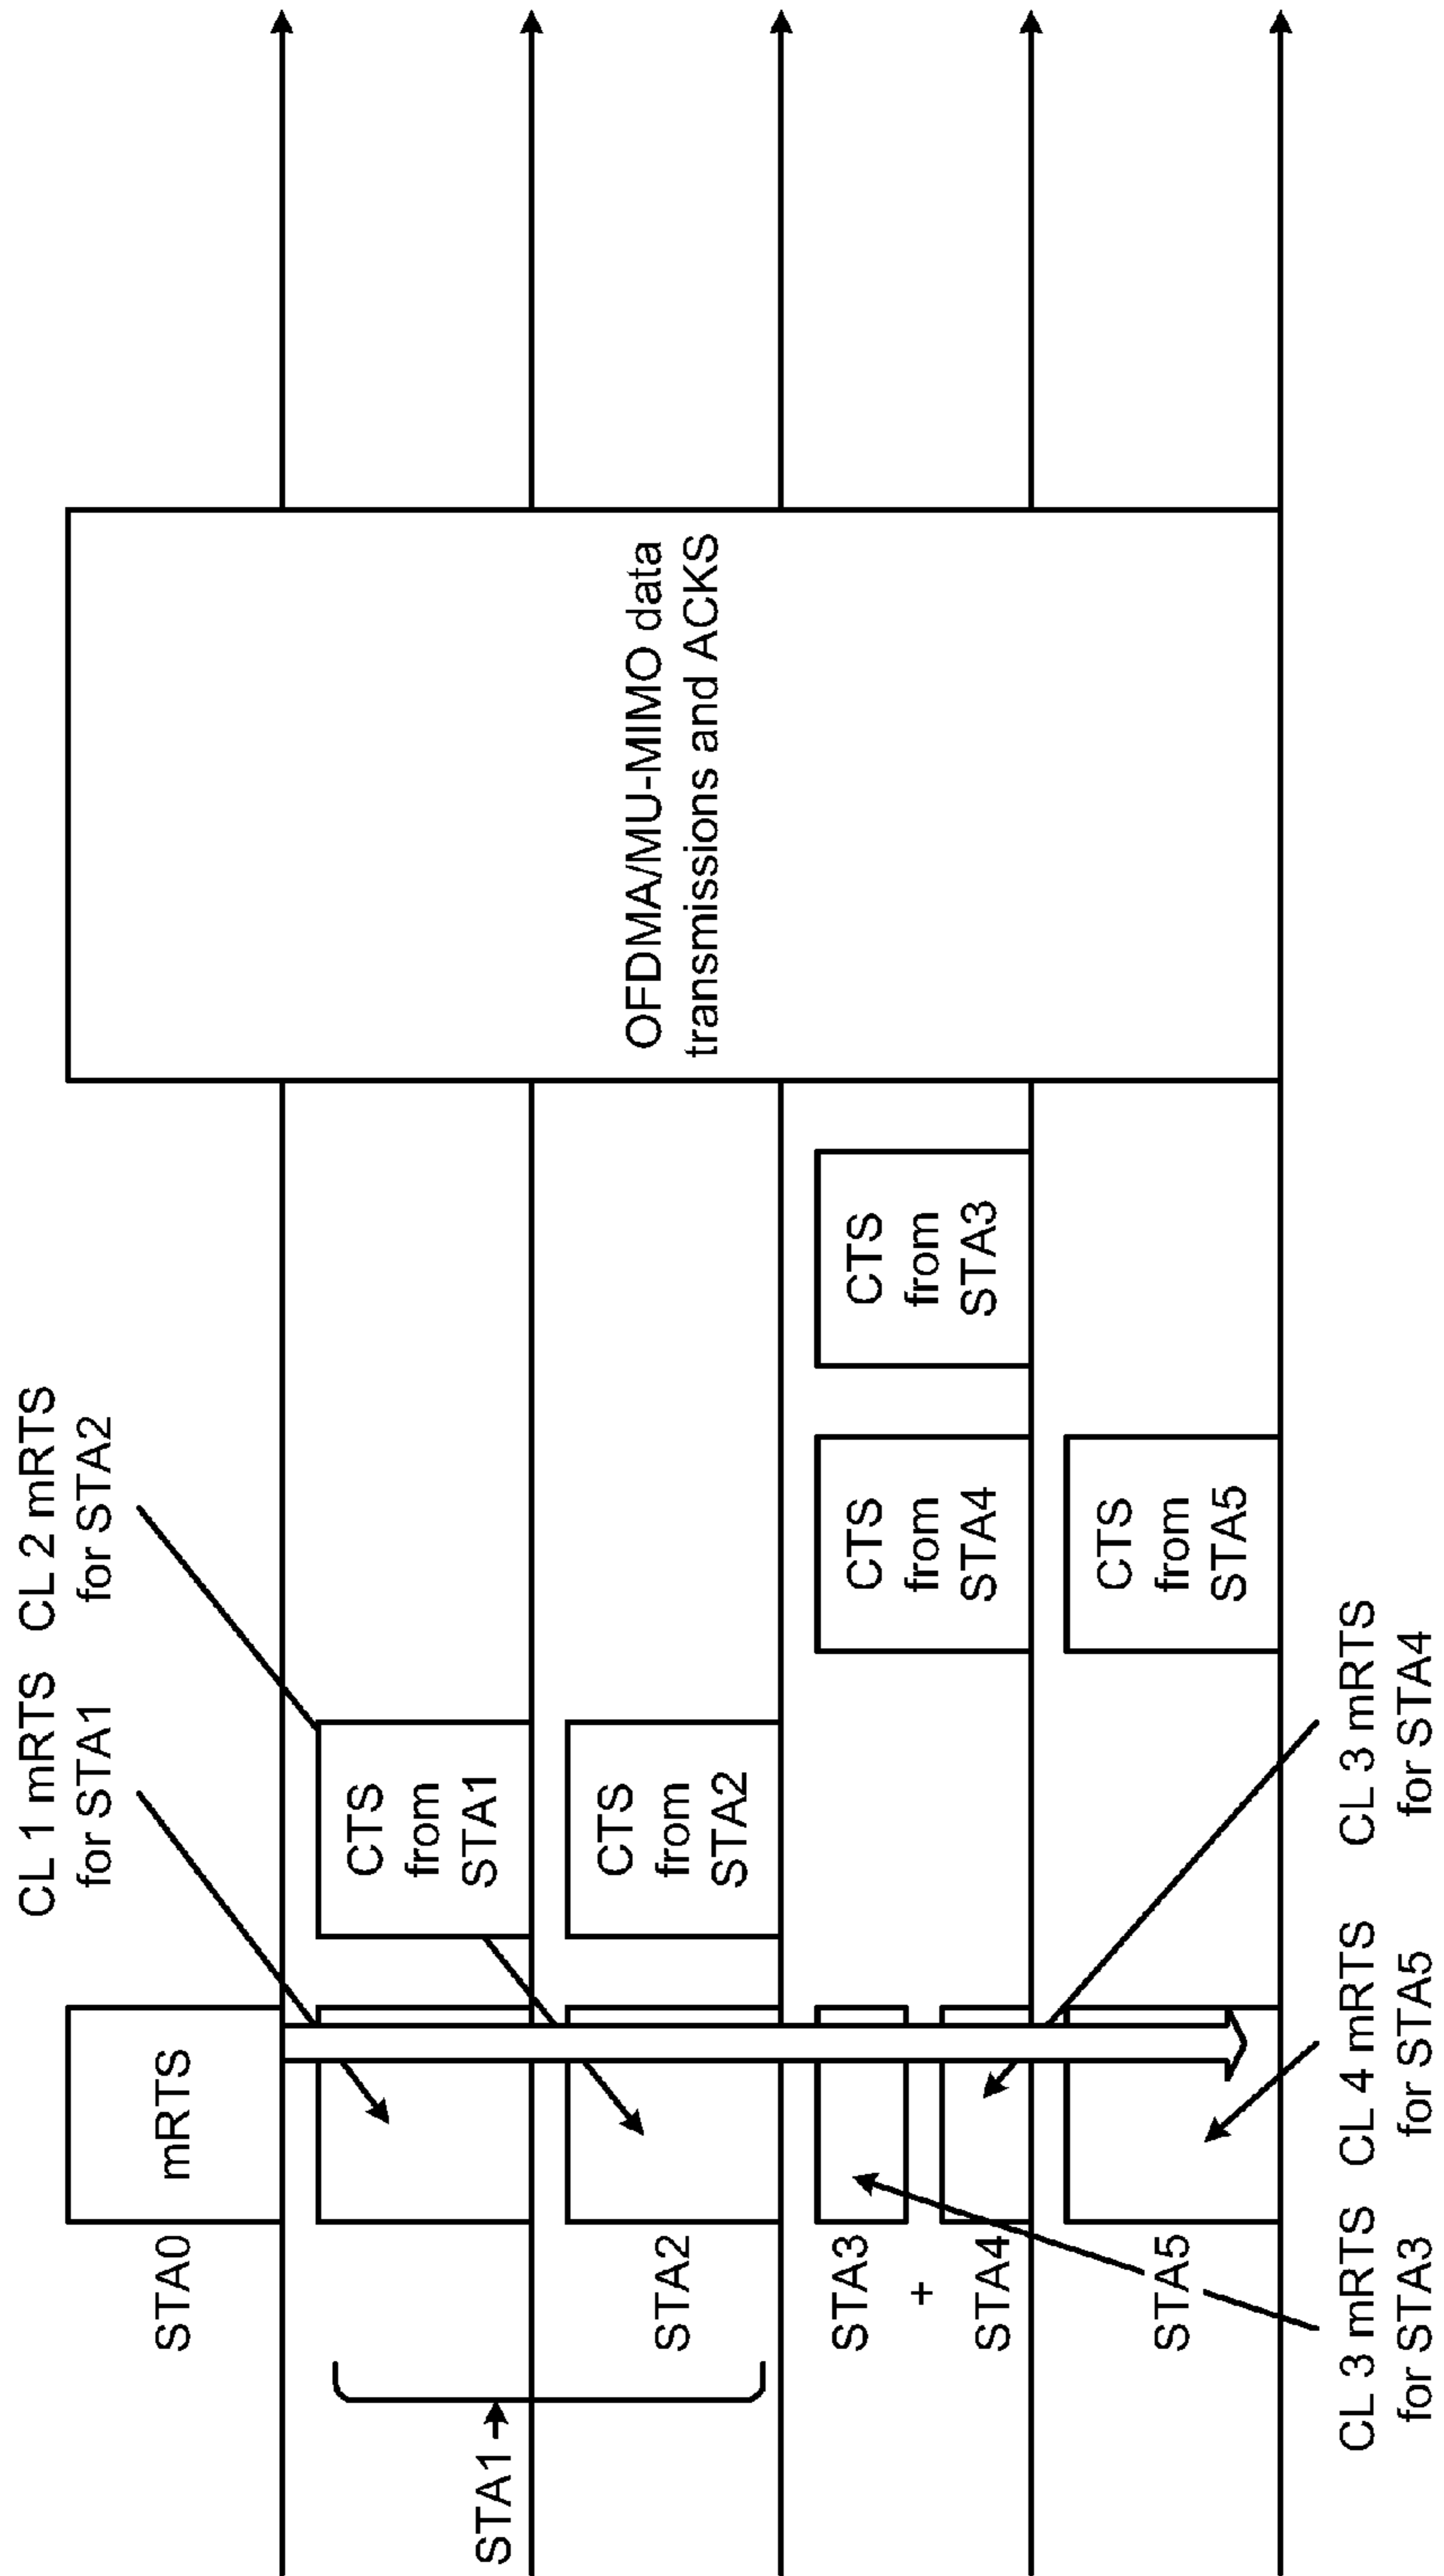 CL 1 mRTS
for STA1
CL 2 mRTS
for STA2
STA0
mRTS
STA1
CTS
from
STA1
STA2
CTS
from
STA2
OFDMA/MU-MIMO data
transmissions and ACKS
STA3
+
STA4
CTS
from
STA4
CTS
from
STA3
STA5
CTS
from
STA5
CL 3 mRTS
for STA3
CL 4 mRTS
for STA5
CL 3 mRTS
for STA4